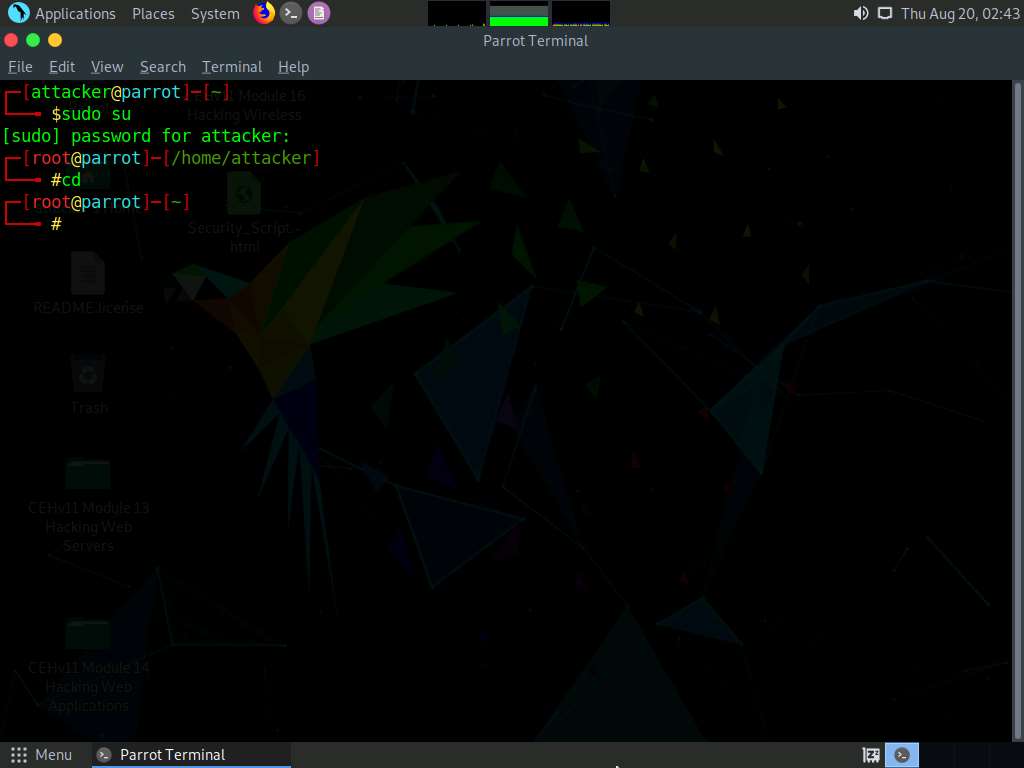 Applications Places System Thu Aug 20, 02:43
Parrot Terminal
File Edit View Search Terminal Help
┌─[attacker@parrot]─[~]
└──╼ $sudo su
[sudo] password for attacker:
┌─[root@parrot]─[/home/attacker]
└──╼ #cd
┌─[root@parrot]─[~]
└──╼ #
Module 16
Hacking Wireless
Security_Script.-
html
README.license
Trash
CEHv11 Module 13
Hacking Web
Servers
CEHv11 Module 14
Hacking Web
Applications
Menu Parrot Terminal